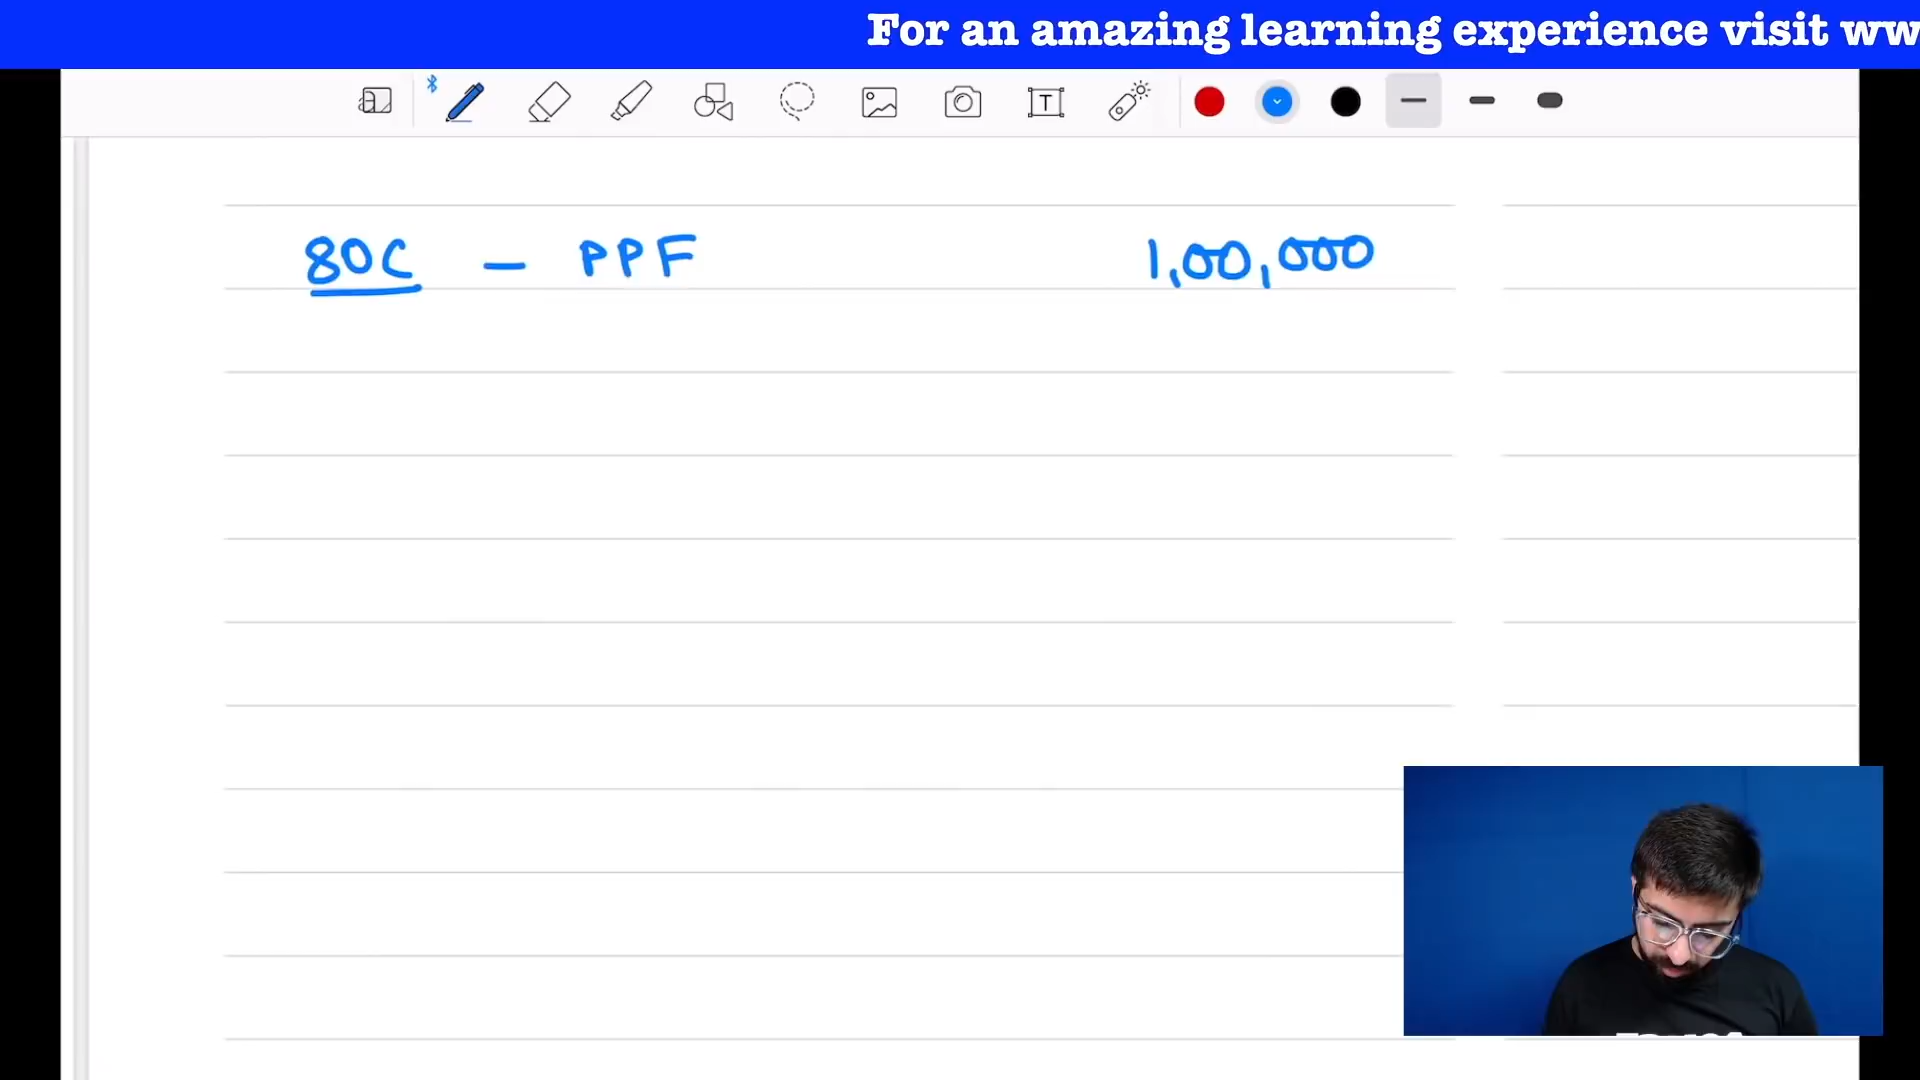 For an amazing learning experience visit ww
T
80C - PPF 1,00,000